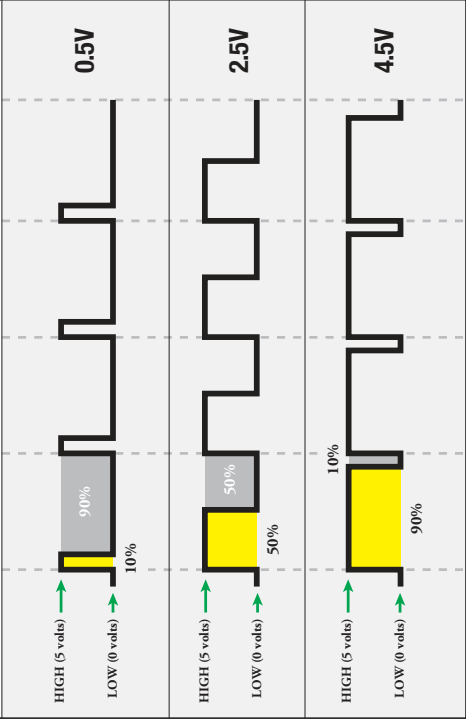 0.5V
HIGH (5 volts)
90%
LOW (0 volts)
10%
2.5V
HIGH (5 volts)
50%
LOW (0 volts)
50%
4.5V
10%
HIGH (5 volts)
LOW (0 volts)
90%